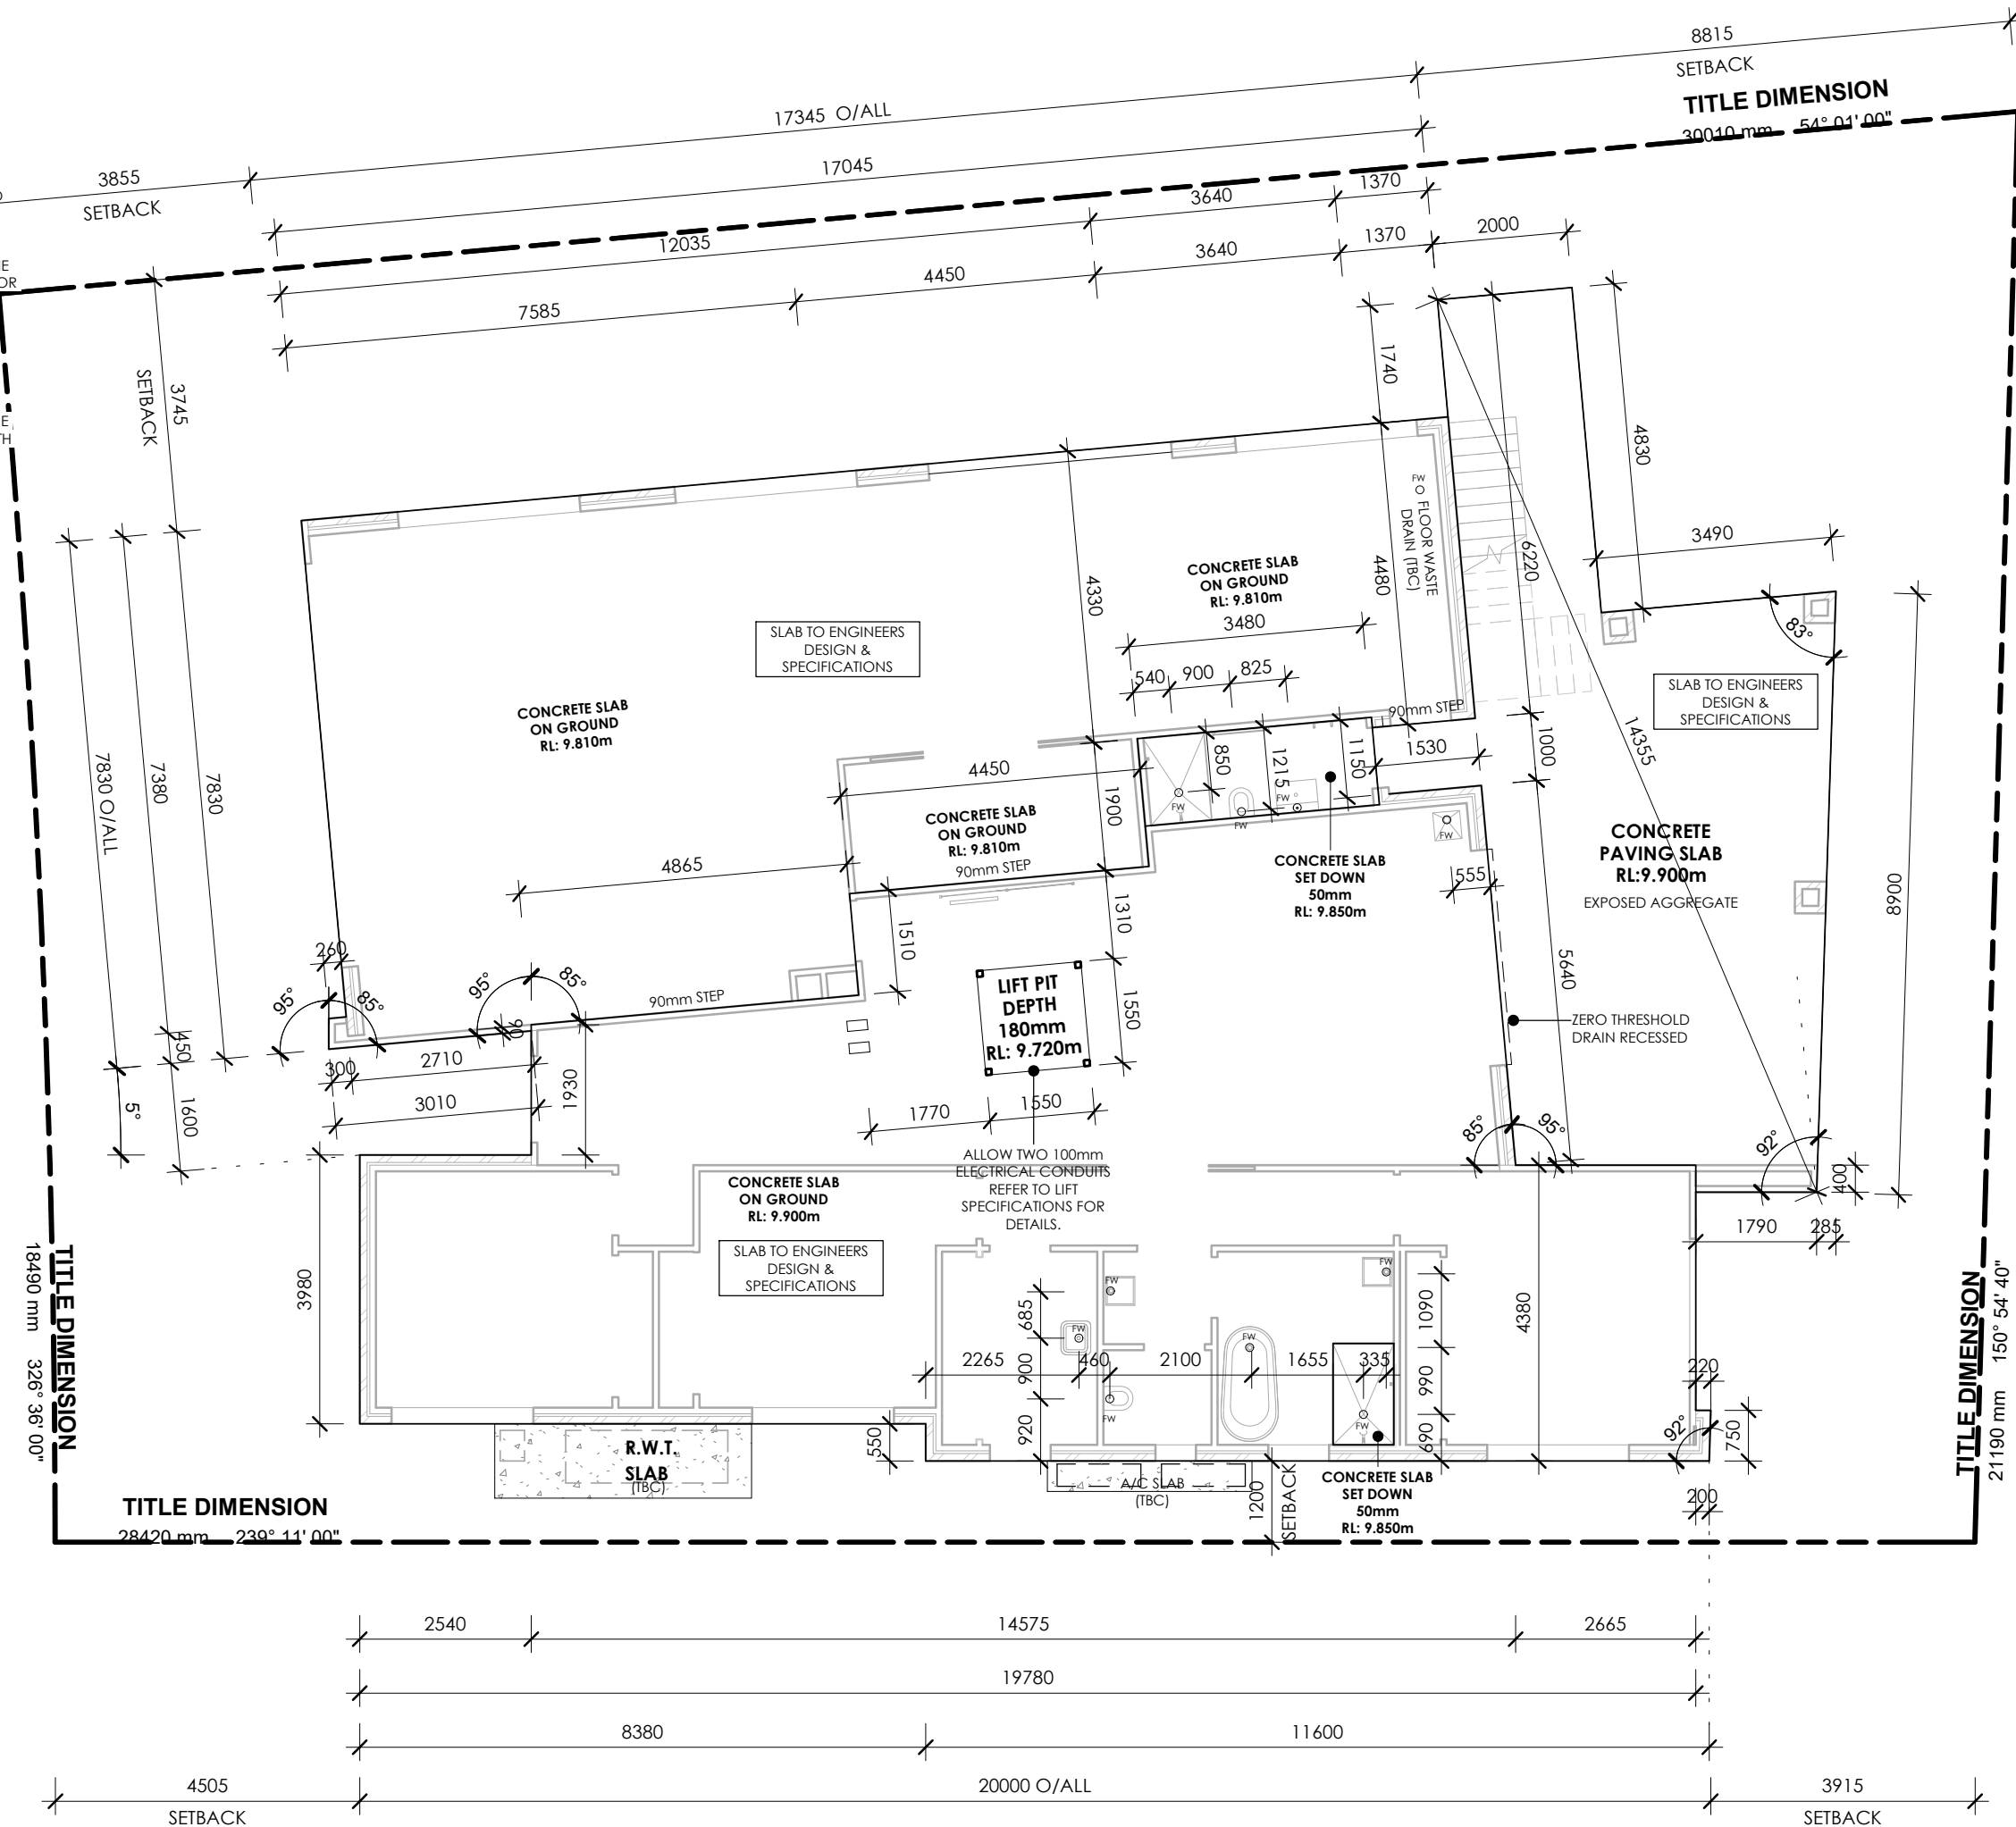 8815
SETBACK
TITLE DIMENSION
30010 mm 54° 01' 00"
17345 O/ALL
17045
3855
SETBACK
3640
1370
12035
3640
1370
2000
4450
7585
3745
SETBACK
1740
4830
3490
83°
FW
FLOOR WASTE
DRAIN (TBC)
4480
6220
4330
CONCRETE SLAB
ON GROUND
RL: 9.810m
3480
540
900
825
SLAB TO ENGINEERS
DESIGN &
SPECIFICATIONS
SLAB TO ENGINEERS
DESIGN &
SPECIFICATIONS
CONCRETE SLAB
ON GROUND
RL: 9.810m
90mm STEP
14355
1000
1530
7830 O/ALL
7380
7830
4450
850
1215
1150
FW
FW
FW
FW
1900
CONCRETE SLAB
ON GROUND
RL: 9.810m
90mm STEP
CONCRETE
PAVING SLAB
RL:9.900m
EXPOSED AGGREGATE
8900
4865
CONCRETE SLAB
SET DOWN
50mm
RL: 9.850m
555
1510
1310
5640
260
95°
85°
95°
85°
90mm STEP
90
LIFT PIT
DEPTH
180mm
RL: 9.720m
1550
ZERO THRESHOLD
DRAIN RECESSED
450
300
2710
3010
1930
5°
1600
1770
1550
85°
95°
92°
400
ALLOW TWO 100mm
ELECTRICAL CONDUITS
REFER TO LIFT
SPECIFICATIONS FOR
DETAILS.
CONCRETE SLAB
ON GROUND
RL: 9.900m
SLAB TO ENGINEERS
DESIGN &
SPECIFICATIONS
1790
285
3980
TITLE DIMENSION
18490 mm 326° 36' 00"
FW
FW
FW
FW
FW
FW
685
900
920
2265
460
2100
1655
335
1090
990
690
4380
220
92°
750
TITLE DIMENSION
21190 mm 150° 54' 40"
550
R.W.T.
SLAB
(TBC)
A/C SLAB
(TBC)
1200
SETBACK
CONCRETE SLAB
SET DOWN
50mm
RL: 9.850m
200
TITLE DIMENSION
28420 mm 239° 11' 00"
2540
14575
2665
19780
8380
11600
4505
SETBACK
20000 O/ALL
3915
SETBACK